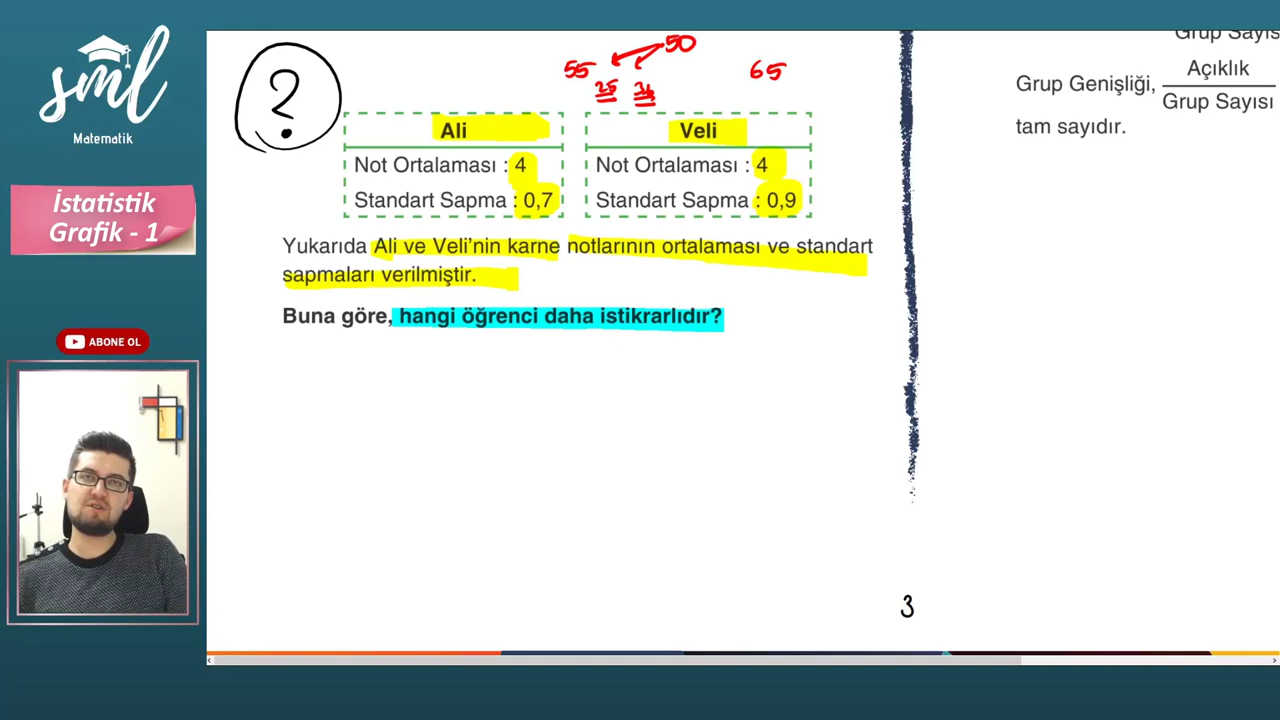 sml
Matematik
İstatistik
Grafik - 1
ABONE OL
?
50
55
65
25
Ali
Not Ortalaması : 4
Standart Sapma : 0,7
Veli
Not Ortalaması : 4
Standart Sapma : 0,9
Yukarıda Ali ve Veli'nin karne notlarının ortalaması ve standart
sapmaları verilmiştir.
Buna göre, hangi öğrenci daha istikrarlıdır?
3
Grup Sayıs
Grup Genişliği, Açıklık
Grup Sayısı
tam sayıdır.